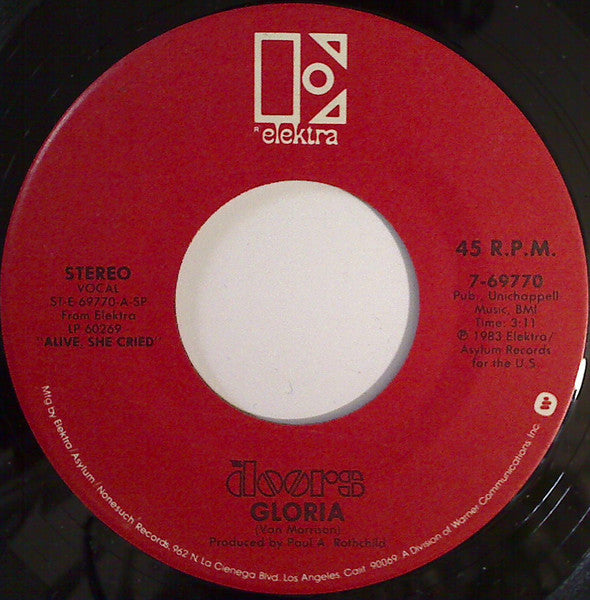 R elektra
STEREO
VOCAL
ST-E-69770-A-SP
From Elektra
LP 60269
"ALIVE, SHE CRIED"
45 R.P.M.
7-69770
Pub., Unichappell
Music, BMI
Time: 3:11
℗ 1983 Elektra/
Asylum Records
for the U.S.
the doors
GLORIA
(Van Morrison)
Produced by Paul A. Rothchild
Mfg by Elektra/Asylum/Nonesuch Records, 962 N. La Cienega Blvd., Los Angeles, Calif. 90069. A Division of Warner Communications Inc.